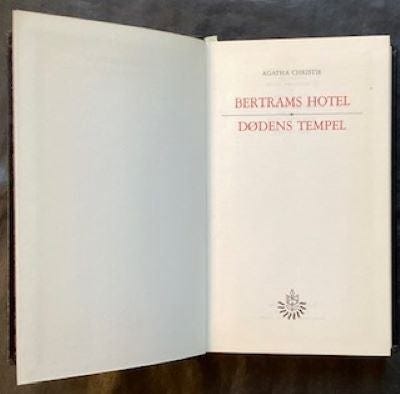 AGATHA CHRISTIE
BERTRAMS HOTEL
DØDENS TEMPEL